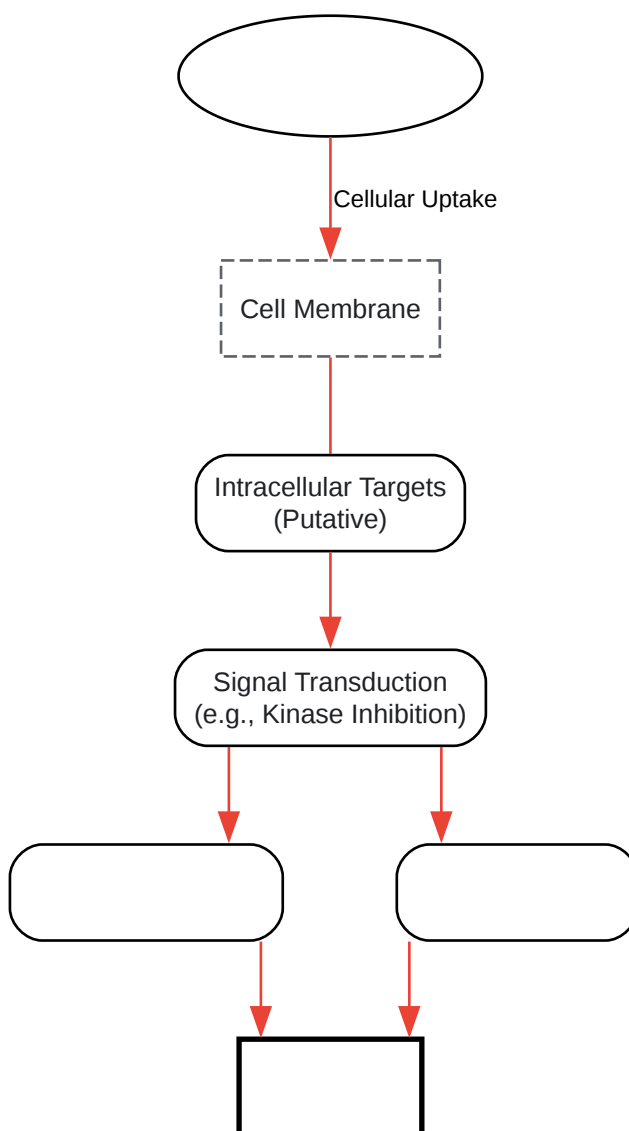 Cellular Uptake
Cell Membrane
Intracellular Targets
(Putative)
Signal Transduction
(e.g., Kinase Inhibition)